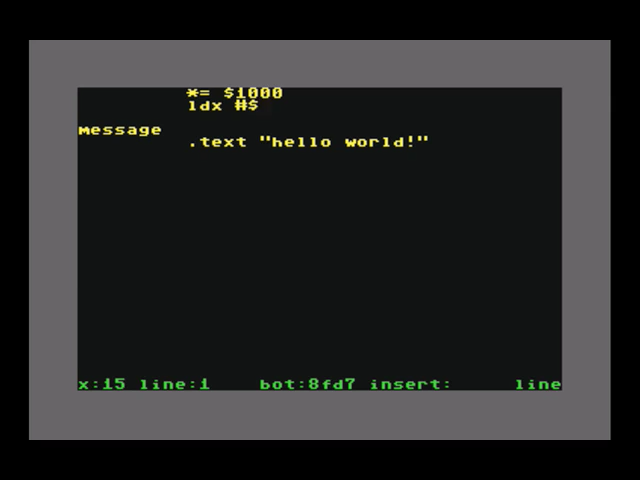 *= $1000
ldx #$
message
.text "hello world!"
x:15 line:1 bot:8fd7 insert: line